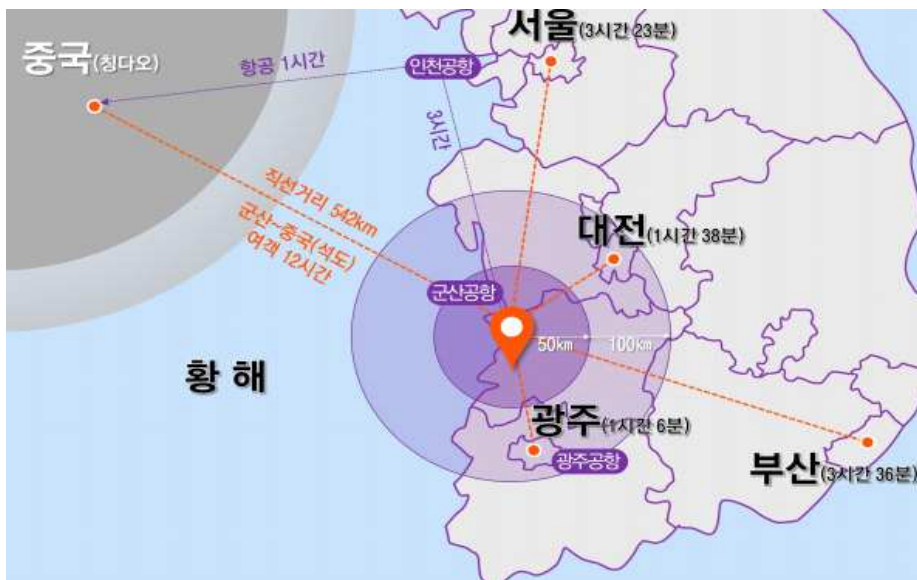 서울(3시간 23분)
중국(칭다오)
항공 1시간
인천공항
3시간
직선거리 542km
군산~중국(석도)
여객 12시간
대전(1시간 38분)
군산공항
50km
100km
황 해
광주(1시간 6분)
광주공항
부산(3시간 36분)